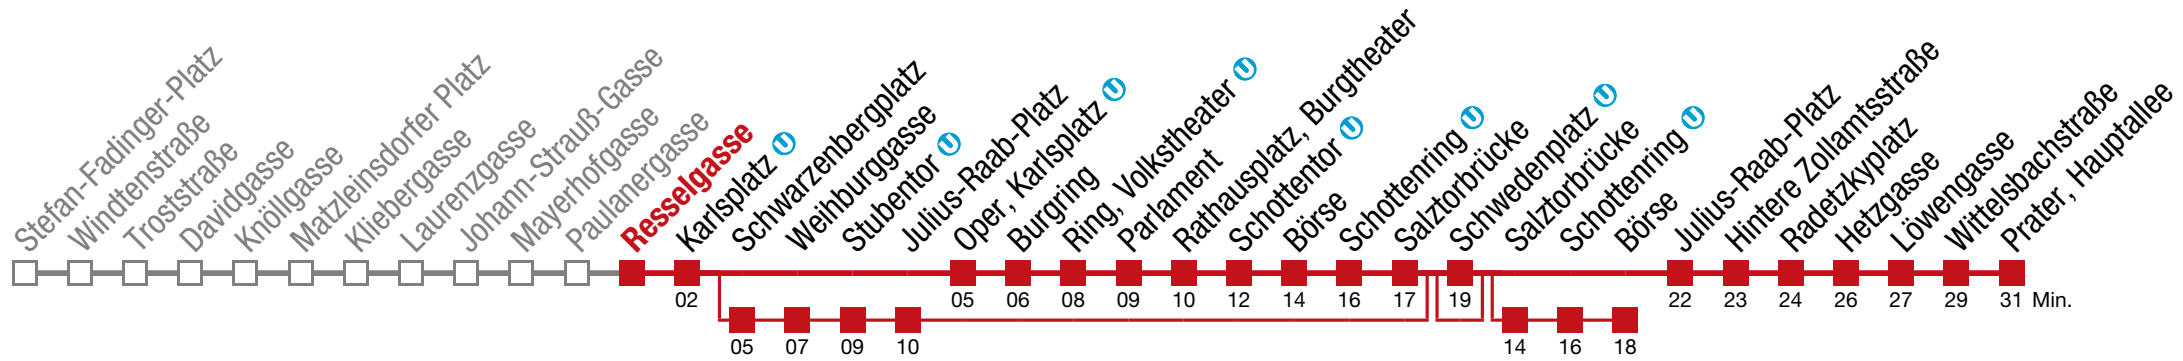 Stefan-Fadinger-Platz
Windtenstraße
Troststraße
Davidgasse
Knöllgasse
Matzleinsdorfer Platz
Kliebergasse
Laurenzgasse
Johann-Strauß-Gasse
Mayerhofgasse
Paulanergasse
Resselgasse
Karlsplatz U
Schwarzenbergplatz
Weihburggasse
Stubentor U
Julius-Raab-Platz
Oper, Karlsplatz U
Burgring
Ring, Volkstheater U
Parlament
Rathausplatz, Burgtheater
Schottentor U
Börse
Schottenring U
Salztorbrücke
Schwedenplatz U
Salztorbrücke
Schottenring U
Börse
Julius-Raab-Platz
Hintere Zollamtsstraße
Radetzkyplatz
Hetzgasse
Löwengasse
Wittelsbachstraße
Prater, Hauptallee
02 05 06 08 09 10 12 14 16 17 19 22 23 24 26 27 29 31 Min.
05 07 09 10 14 16 18